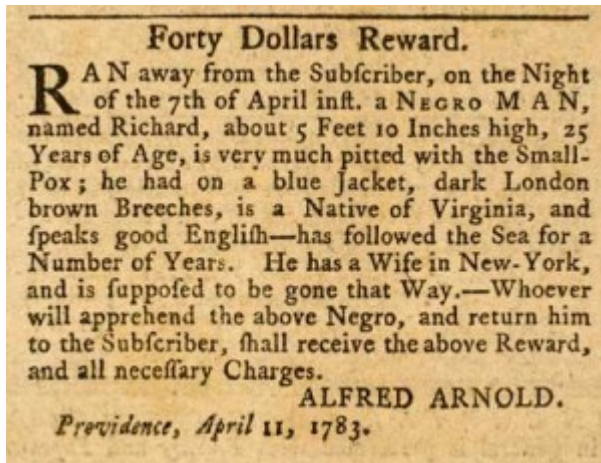 Forty Dollars Reward.
RAN away from the Subſcriber, on the Night
of the 7th of April inſt. a NEGRO MAN,
named Richard, about 5 Feet 10 Inches high, 25
Years of Age, is very much pitted with the Small-
Pox; he had on a blue Jacket, dark London
brown Breeches, is a Native of Virginia, and
ſpeaks good Engliſh—has followed the Sea for a
Number of Years. He has a Wife in New-York,
and is ſuppoſed to be gone that Way.—Whoever
will apprehend the above Negro, and return him
to the Subſcriber, ſhall receive the above Reward,
and all neceſſary Charges.
ALFRED ARNOLD.
Providence, April 11, 1783.